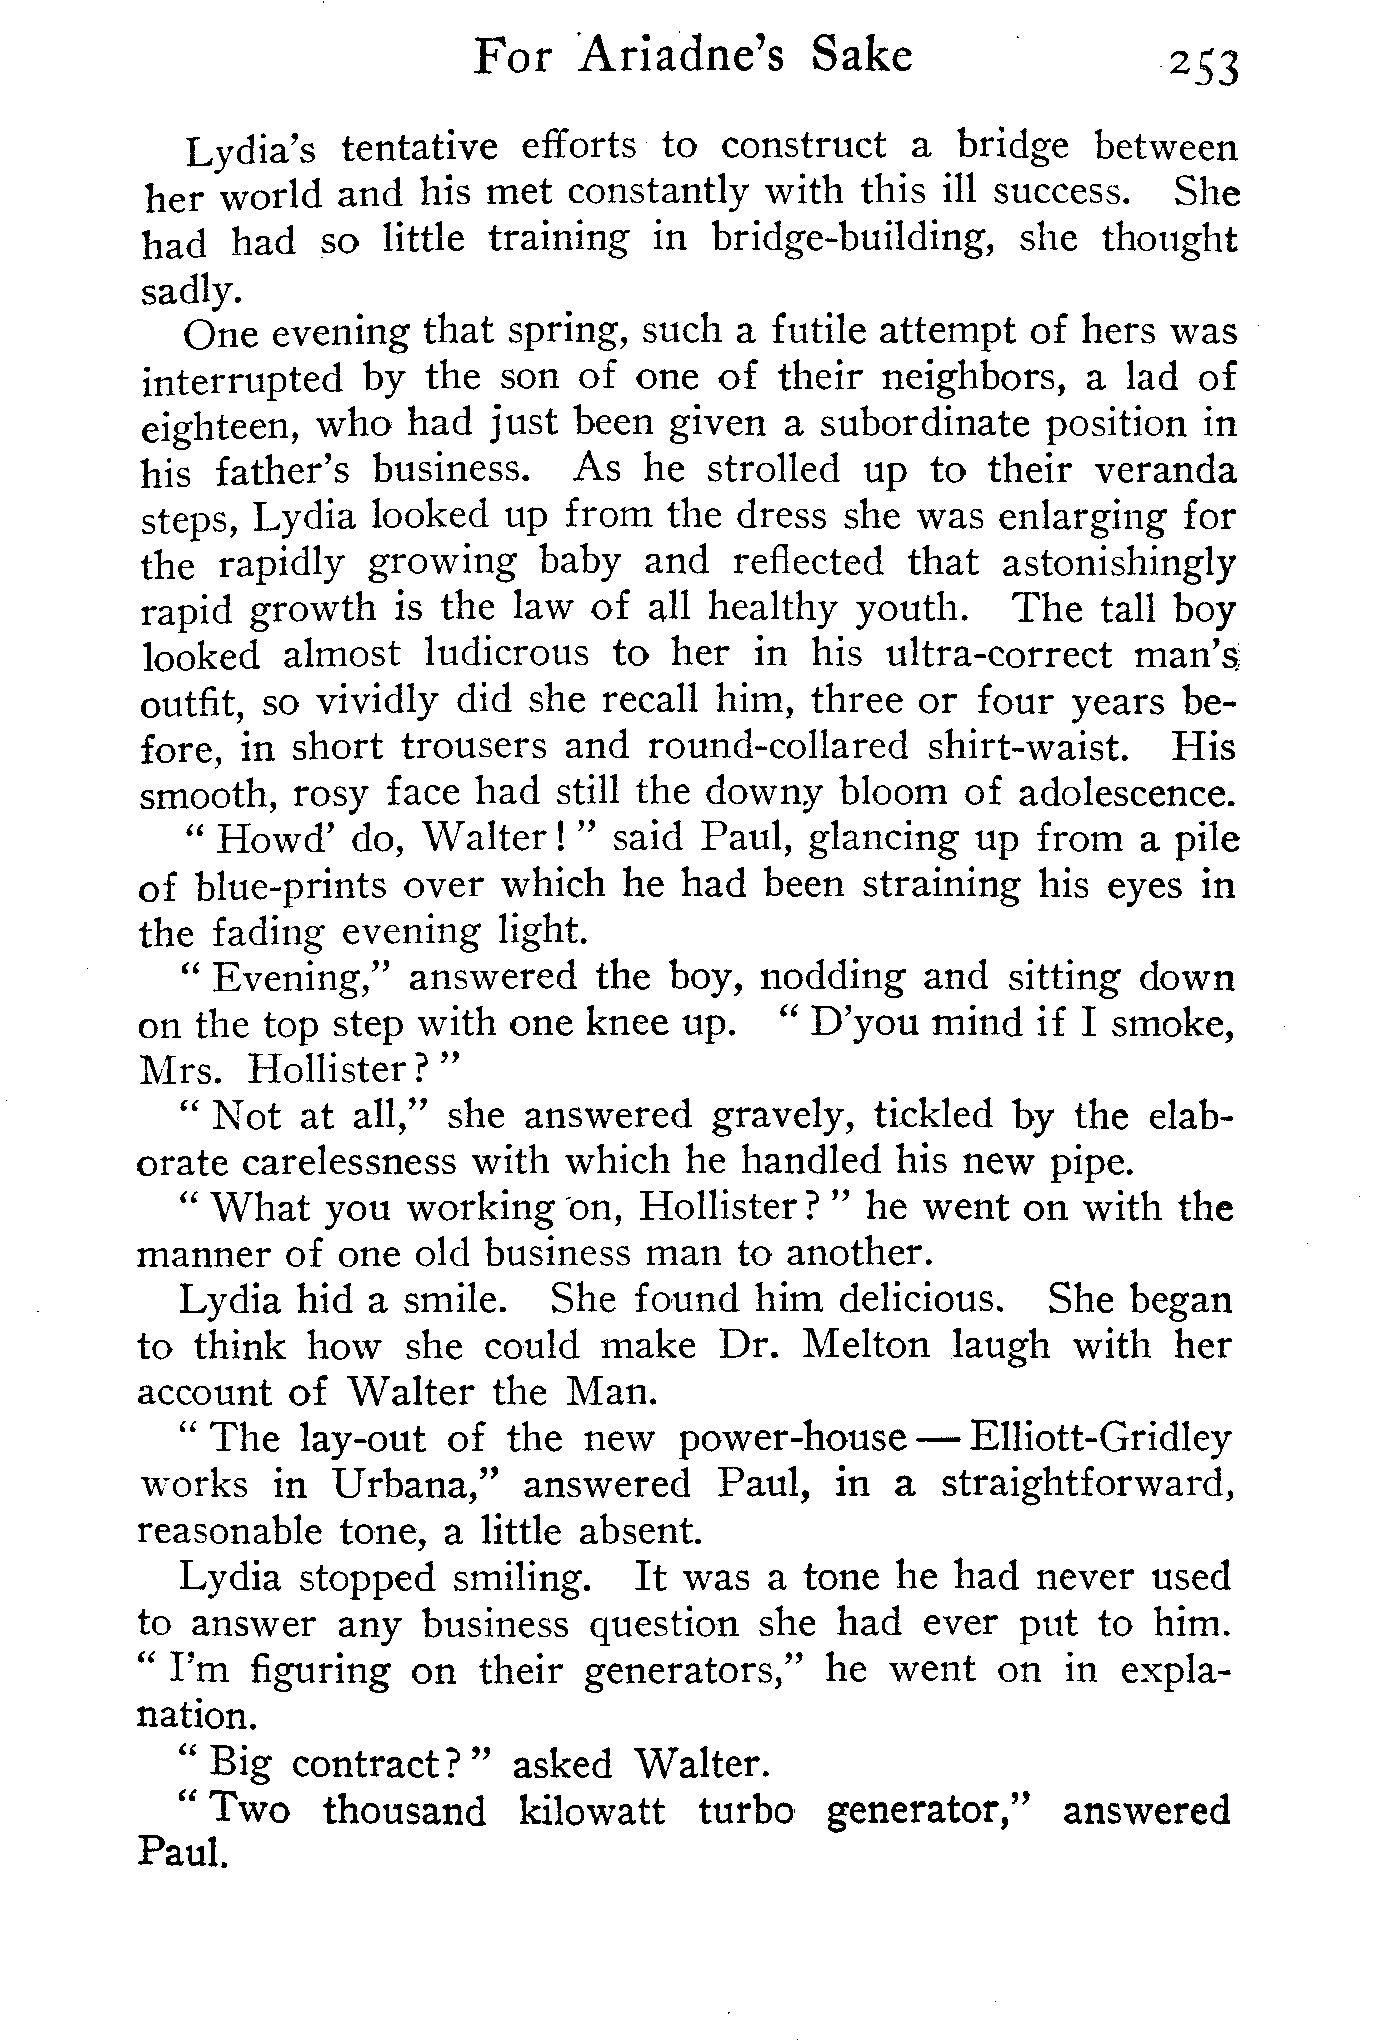 For Ariadne's Sake 253
Lydia's tentative efforts to construct a bridge between
her world and his met constantly with this ill success. She
had had so little training in bridge-building, she thought
sadly.
One evening that spring, such a futile attempt of hers was
interrupted by the son of one of their neighbors, a lad of
eighteen, who had just been given a subordinate position in
his father's business. As he strolled up to their veranda
steps, Lydia looked up from the dress she was enlarging for
the rapidly growing baby and reflected that astonishingly
rapid growth is the law of all healthy youth. The tall boy
looked almost ludicrous to her in his ultra-correct man's
outfit, so vividly did she recall him, three or four years be-
fore, in short trousers and round-collared shirt-waist. His
smooth, rosy face had still the downy bloom of adolescence.
" Howd' do, Walter! " said Paul, glancing up from a pile
of blue-prints over which he had been straining his eyes in
the fading evening light.
" Evening," answered the boy, nodding and sitting down
on the top step with one knee up. " D'you mind if I smoke,
Mrs. Hollister? "
" Not at all," she answered gravely, tickled by the elab-
orate carelessness with which he handled his new pipe.
" What you working on, Hollister? " he went on with the
manner of one old business man to another.
Lydia hid a smile. She found him delicious. She began
to think how she could make Dr. Melton laugh with her
account of Walter the Man.
" The lay-out of the new power-house — Elliott-Gridley
works in Urbana," answered Paul, in a straightforward,
reasonable tone, a little absent.
Lydia stopped smiling. It was a tone he had never used
to answer any business question she had ever put to him.
" I'm figuring on their generators," he went on in expla-
nation.
" Big contract? " asked Walter.
" Two thousand kilowatt turbo generator," answered
Paul.